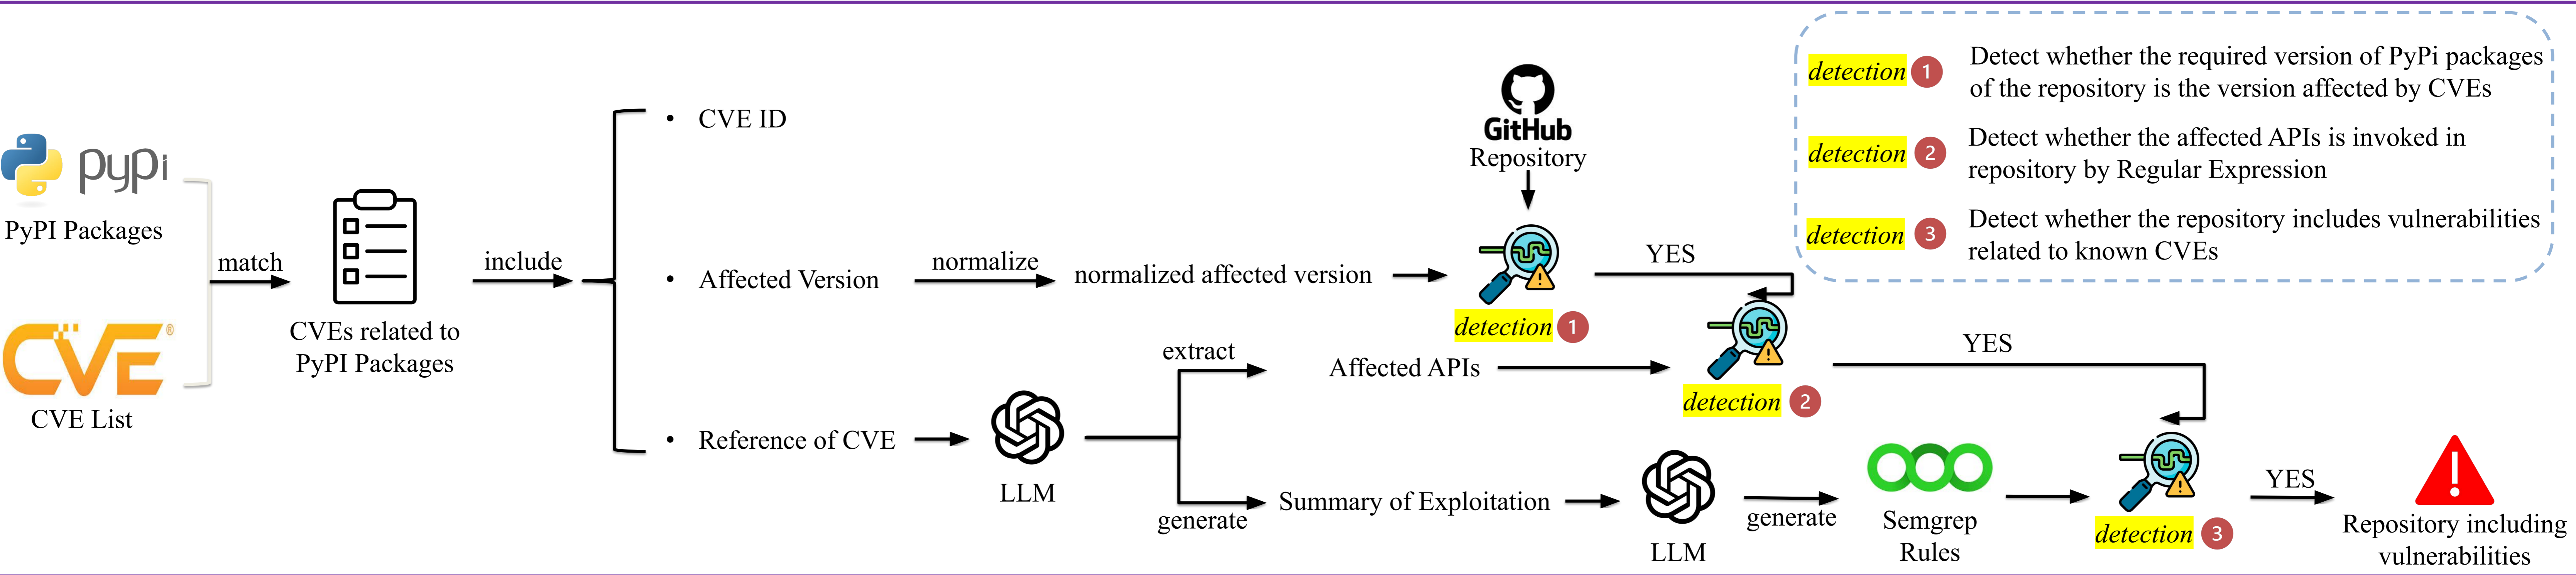 pypi
PyPI Packages
CVE®
CVE List
match
CVEs related to
PyPI Packages
include
• CVE ID
• Affected Version
• Reference of CVE
normalize
normalized affected version
LLM
extract
generate
Affected APIs
Summary of Exploitation
GitHub
Repository
detection 1
YES
detection 2
YES
LLM
generate
Semgrep
Rules
detection 3
YES
Repository including
vulnerabilities
detection 1 Detect whether the required version of PyPi packages
of the repository is the version affected by CVEs
detection 2 Detect whether the affected APIs is invoked in
repository by Regular Expression
detection 3 Detect whether the repository includes vulnerabilities
related to known CVEs